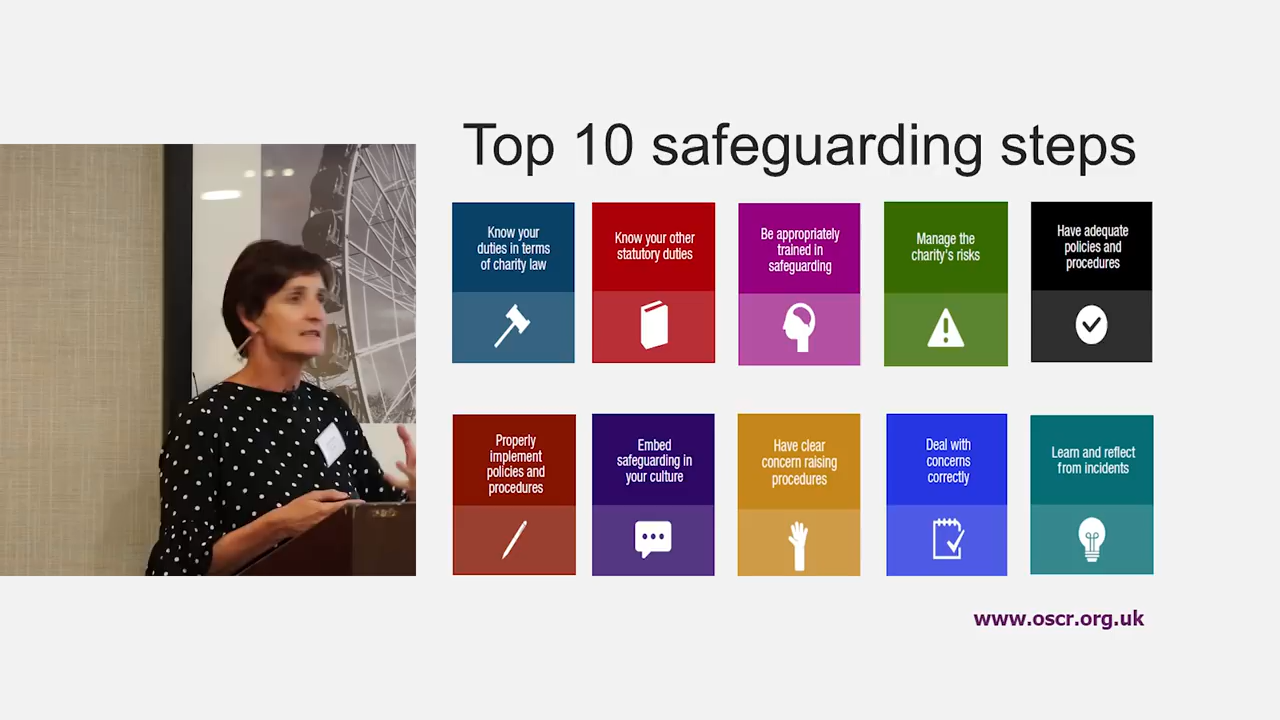 Top 10 safeguarding steps
Know your
duties in terms
of charity law
Know your other
statutory duties
Be appropriately
trained in
safeguarding
Manage the
charity's risks
Have adequate
policies and
procedures
Properly
implement
policies and
procedures
Embed
safeguarding in
your culture
Have clear
concern raising
procedures
Deal with
concerns
correctly
Learn and reflect
from incidents
www.oscr.org.uk